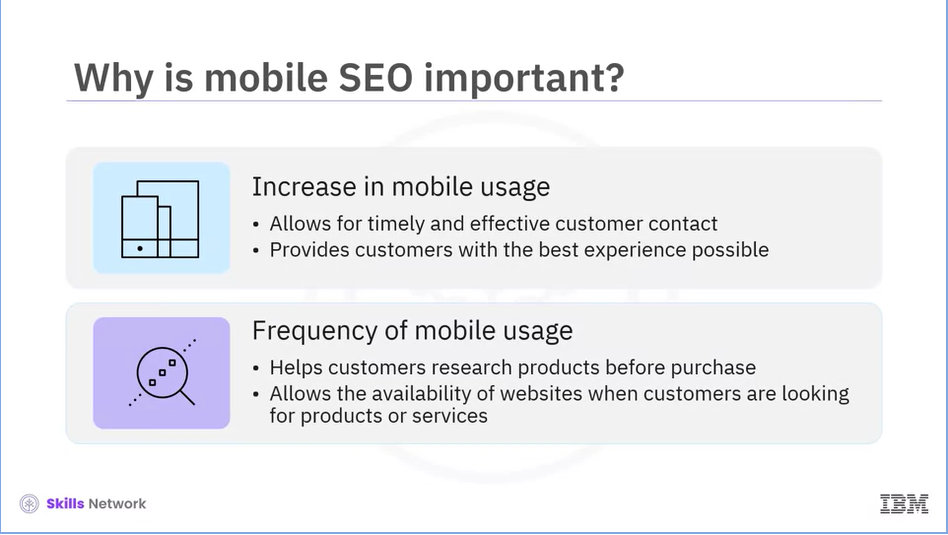 Why is mobile SEO important?
Increase in mobile usage
• Allows for timely and effective customer contact
• Provides customers with the best experience possible
Frequency of mobile usage
• Helps customers research products before purchase
• Allows the availability of websites when customers are looking
for products or services
Skills Network
IBM